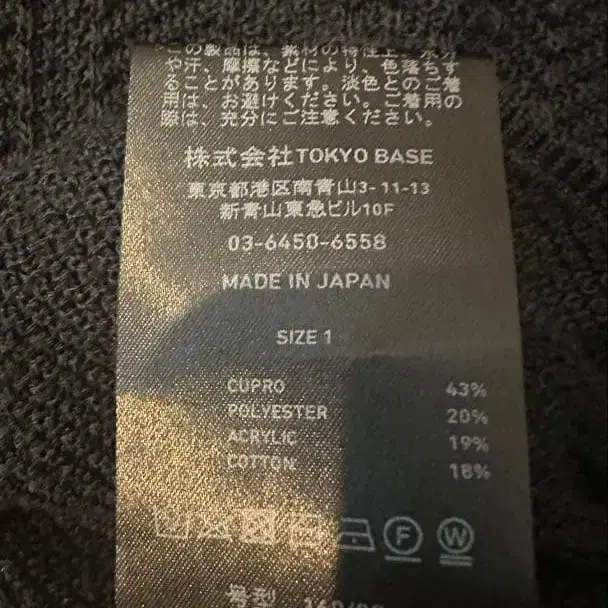 この製品は、素材の特性上、水分
や汗、摩擦などにより、色落ちす
ることがあります。淡色とのご着
用は、お避けください。ご着用の
際は、充分にご注意ください。
株式会社TOKYO BASE
東京都港区南青山3-11-13
新青山東急ビル10F
03-6450-6558
MADE IN JAPAN
SIZE 1
CUPRO 43%
POLYESTER 20%
ACRYLIC 19%
COTTON 18%
F W
号型